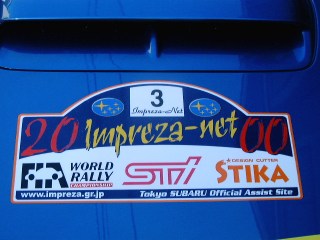 3
Impreza-Net
20 Impreza-net 00
FIA WORLD RALLY CHAMPIONSHIP
STi
DESIGN CUTTER
STIKA
www.impreza.gr.jp
Tokyo SUBARU Official Assist Site